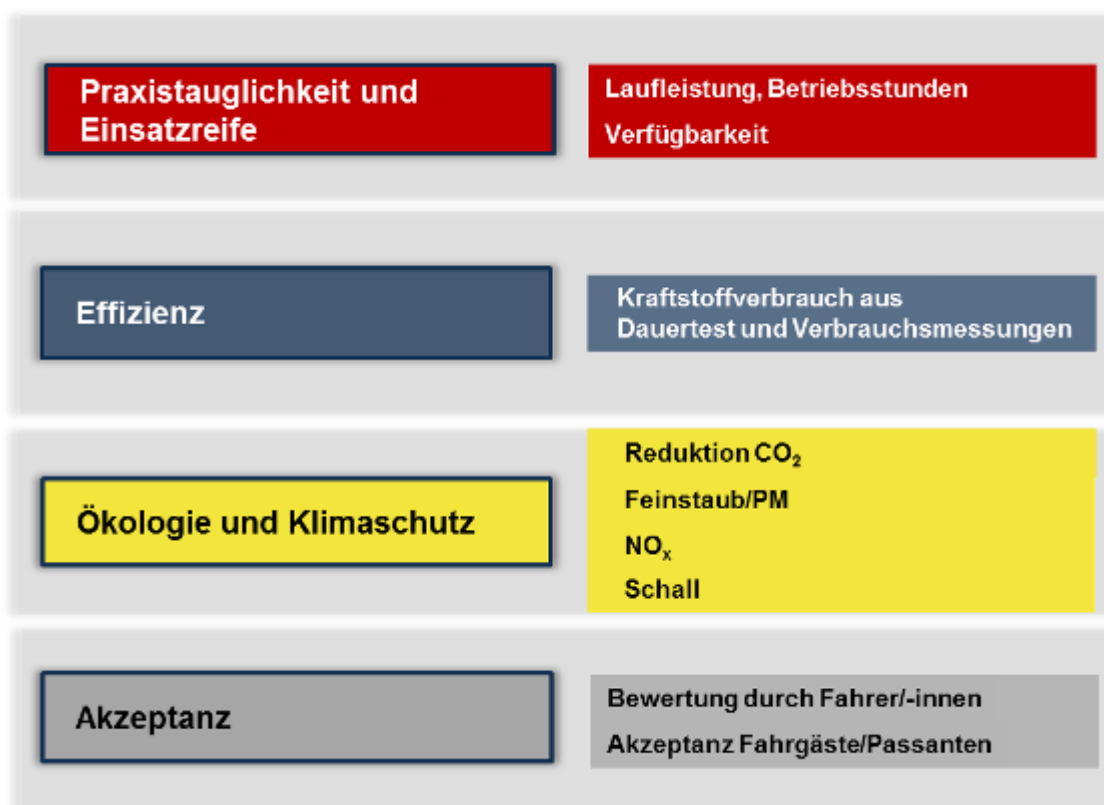 Praxistauglichkeit und
Einsatzreife
Laufleistung, Betriebsstunden
Verfügbarkeit
Effizienz
Kraftstoffverbrauch aus
Dauertest und Verbrauchsmessungen
Ökologie und Klimaschutz
Reduktion CO₂
Feinstaub/PM
NOₓ
Schall
Akzeptanz
Bewertung durch Fahrer/-innen
Akzeptanz Fahrgäste/Passanten